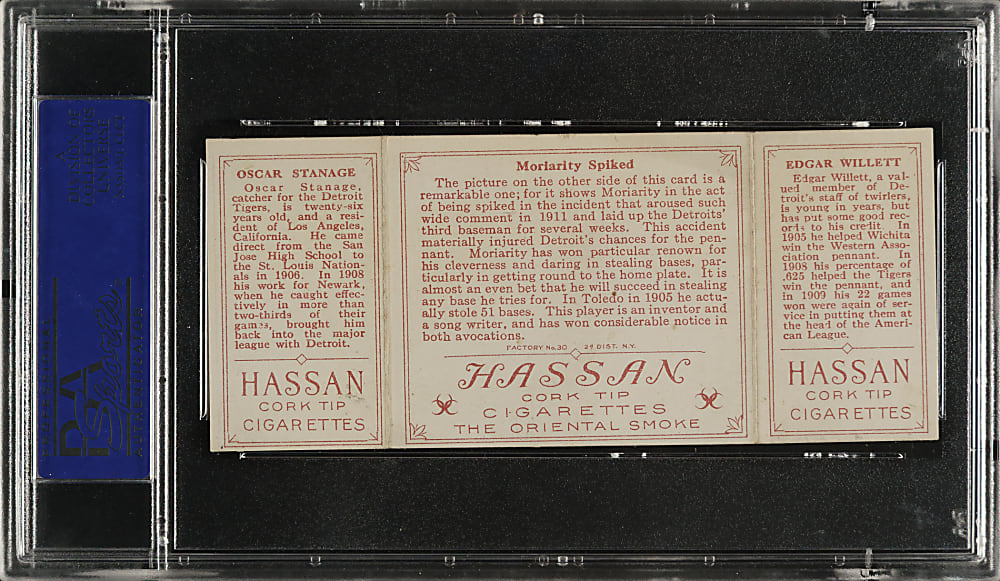 OSCAR STANAGE
Oscar Stanage,
catcher for the Detroit
Tigers, is twenty-six
years old, and a resi-
dent of Los Angeles,
California. He came
direct from the San
Jose High School to
the St. Louis Nation-
als in 1906. In 1908
his work for Newark,
when he caught effec-
tively in more than
two-thirds of their
games, brought him
back into the major
league with Detroit.
HASSAN
CORK TIP
CIGARETTES
Moriarity Spiked
The picture on the other side of this card is a
remarkable one; for it shows Moriarity in the act
of being spiked in the incident that aroused such
wide comment in 1911 and laid up the Detroits'
third baseman for several weeks. This accident
materially injured Detroit's chances for the pen-
nant. Moriarity has won particular renown for
his cleverness and daring in stealing bases, par-
ticularly in getting round to the home plate. It is
almost an even bet that he will succeed in stealing
any base he tries for. In Toledo in 1905 he actu-
ally stole 51 bases. This player is an inventor and
a song writer, and has won considerable notice in
both avocations.
FACTORY No. 30 2d DIST. N.Y.
HASSAN
CORK TIP
CIGARETTES
THE ORIENTAL SMOKE
EDGAR WILLETT
Edgar Willett, a val-
ued member of De-
troit's staff of twirlers,
is young in years, but
has put some good rec-
ords to his credit. In
1905 he helped Wichita
win the Western Asso-
ciation pennant. In
1908 his percentage of
.625 helped the Tigers
win the pennant, and
in 1909 his 22 games
won were again of ser-
vice in putting them at
the head of the Ameri-
can League.
HASSAN
CORK TIP
CIGARETTES
DIVISION OF
COLLECTORS
UNIVERSE
PSA